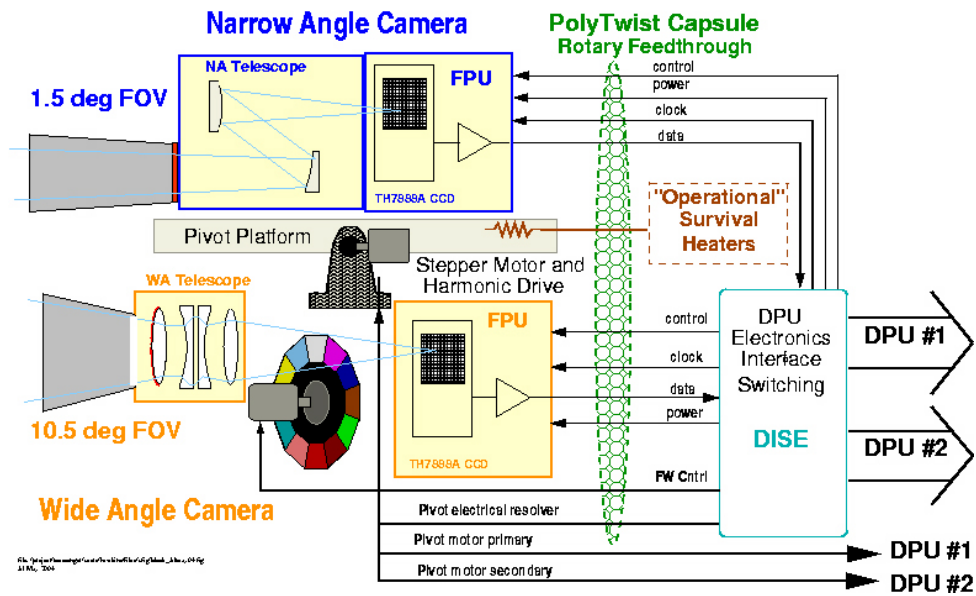 Narrow Angle Camera
PolyTwist Capsule
Rotary Feedthrough
NA Telescope
FPU
1.5 deg FOV
control
power
clock
data
TH7888A CCD
"Operational"
Survival
Heaters
Pivot Platform
Stepper Motor and
Harmonic Drive
WA Telescope
FPU
control
clock
data
power
TH7888A CCD
DPU
Electronics
Interface
Switching
DISE
DPU #1
DPU #2
10.5 deg FOV
FW Cntrl
Wide Angle Camera
Pivot electrical resolver
Pivot motor primary
DPU #1
Pivot motor secondary
DPU #2